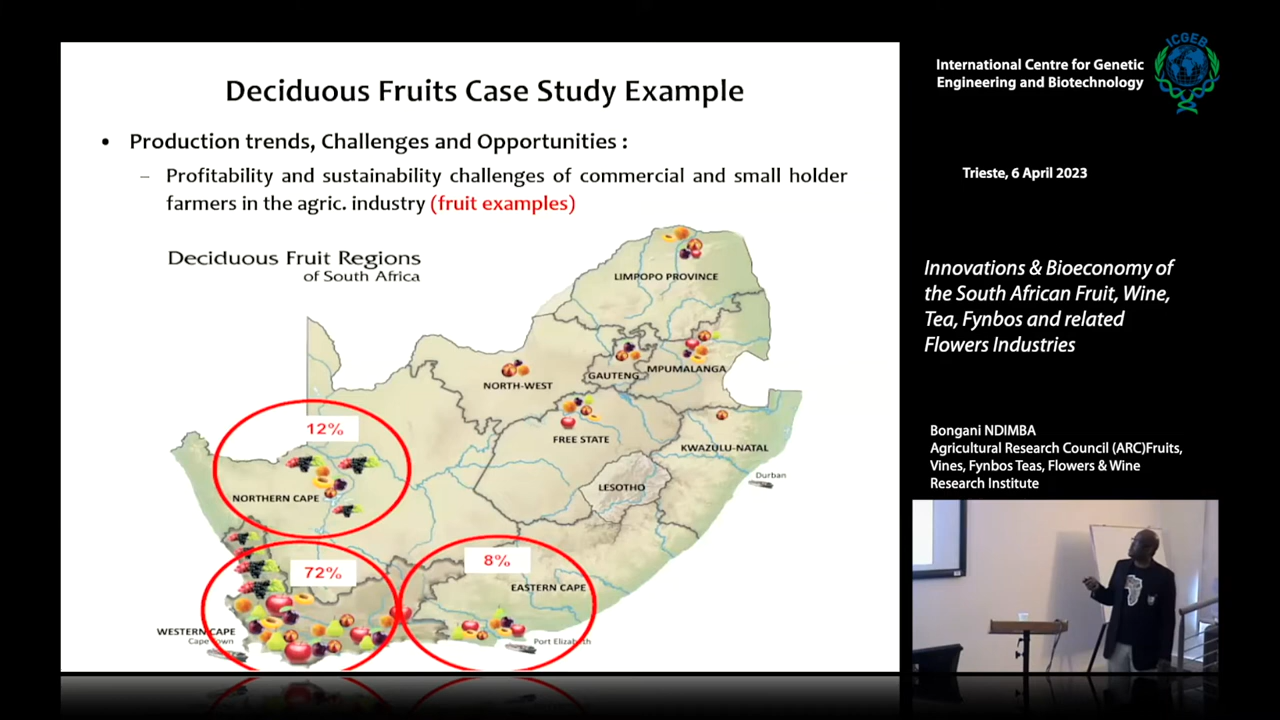 Deciduous Fruits Case Study Example
• Production trends, Challenges and Opportunities :
– Profitability and sustainability challenges of commercial and small holder
farmers in the agric. industry (fruit examples)
Deciduous Fruit Regions
of South Africa
LIMPOPO PROVINCE
NORTH-WEST
GAUTENG
MPUMALANGA
FREE STATE
KWAZULU-NATAL
Durban
LESOTHO
12%
NORTHERN CAPE
72%
8%
EASTERN CAPE
WESTERN CAPE
Cape Town
Port Elizabeth
International Centre for Genetic
Engineering and Biotechnology
ICGEB
Trieste, 6 April 2023
Innovations & Bioeconomy of
the South African Fruit, Wine,
Tea, Fynbos and related
Flowers Industries
Bongani NDIMBA
Agricultural Research Council (ARC)Fruits,
Vines, Fynbos Teas, Flowers & Wine
Research Institute